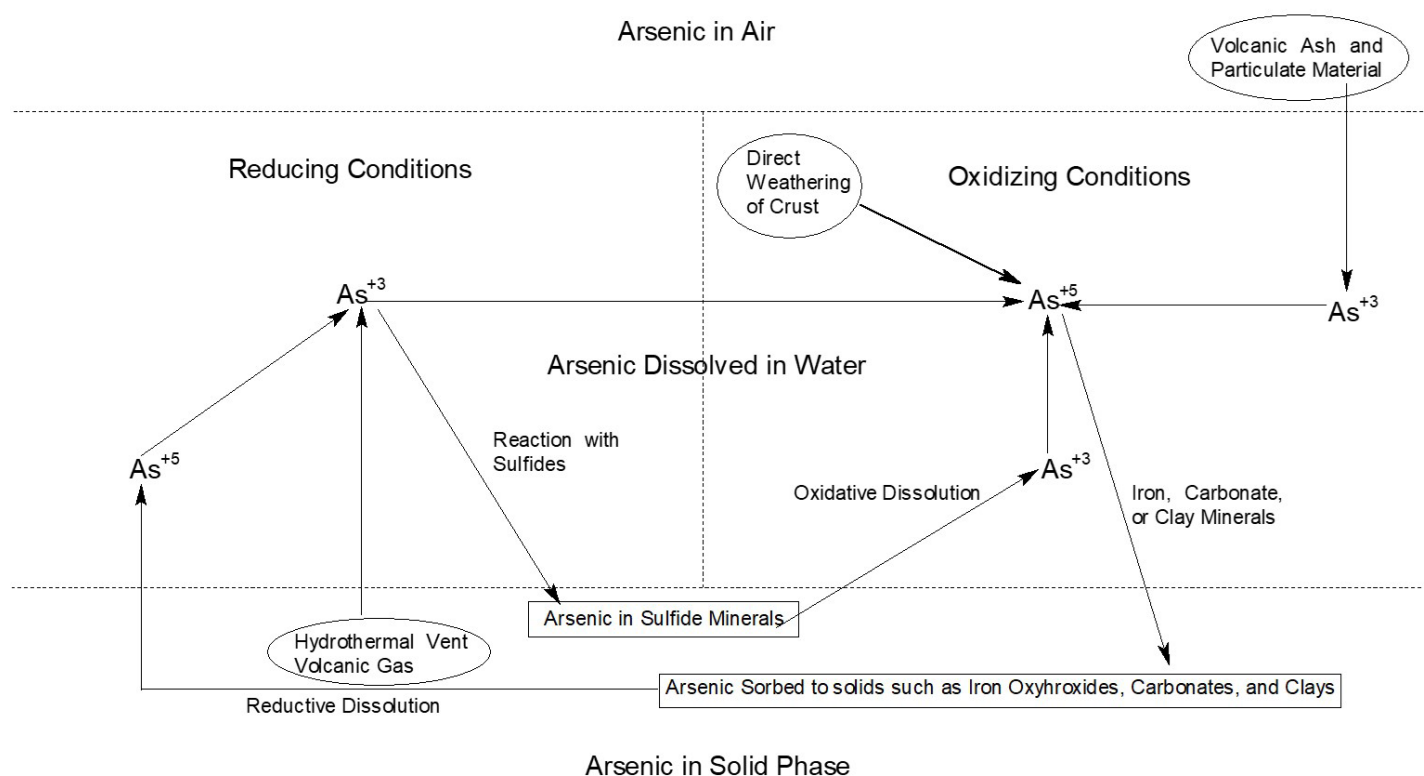 Arsenic in Air
Volcanic Ash and
Particulate Material
Reducing Conditions
Direct
Weathering
of Crust
Oxidizing Conditions
As+3
As+5
As+3
Arsenic Dissolved in Water
Reaction with
Sulfides
As+5
Oxidative Dissolution
As+3
Iron, Carbonate,
or Clay Minerals
Arsenic in Sulfide Minerals
Hydrothermal Vent
Volcanic Gas
Arsenic Sorbed to solids such as Iron Oxyhroxides, Carbonates, and Clays
Reductive Dissolution
Arsenic in Solid Phase